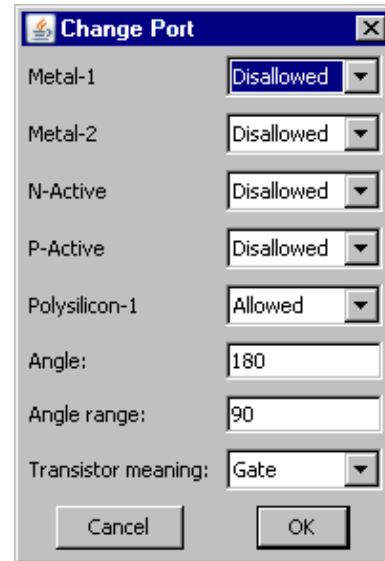 Change Port
Metal-1 Disallowed
Metal-2 Disallowed
N-Active Disallowed
P-Active Disallowed
Polysilicon-1 Allowed
Angle: 180
Angle range: 90
Transistor meaning: Gate
Cancel OK